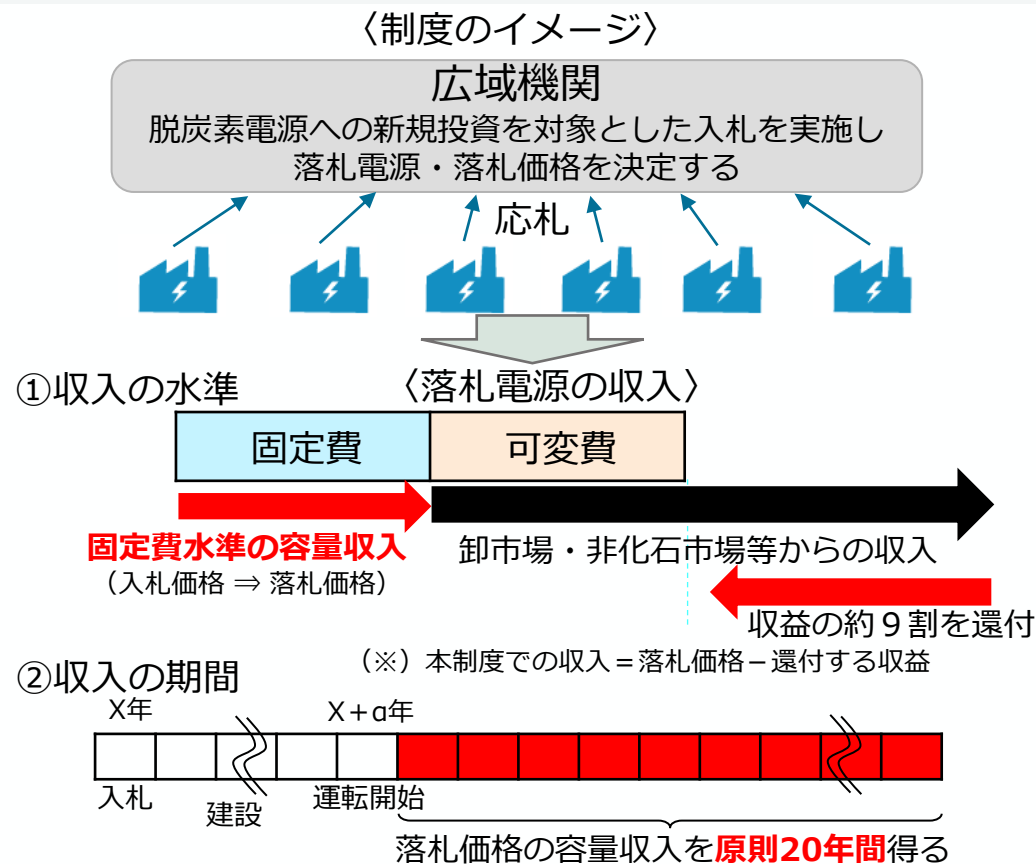 〈制度のイメージ〉
広域機関
脱炭素電源への新規投資を対象とした入札を実施し
落札電源・落札価格を決定する
応札
①収入の水準
〈落札電源の収入〉
固定費
可変費
固定費水準の容量収入
（入札価格 ⇒ 落札価格）
卸市場・非化石市場等からの収入
収益の約９割を還付
（※）本制度での収入＝落札価格－還付する収益
②収入の期間
X年
X＋α年
入札
建設
運転開始
落札価格の容量収入を原則20年間得る